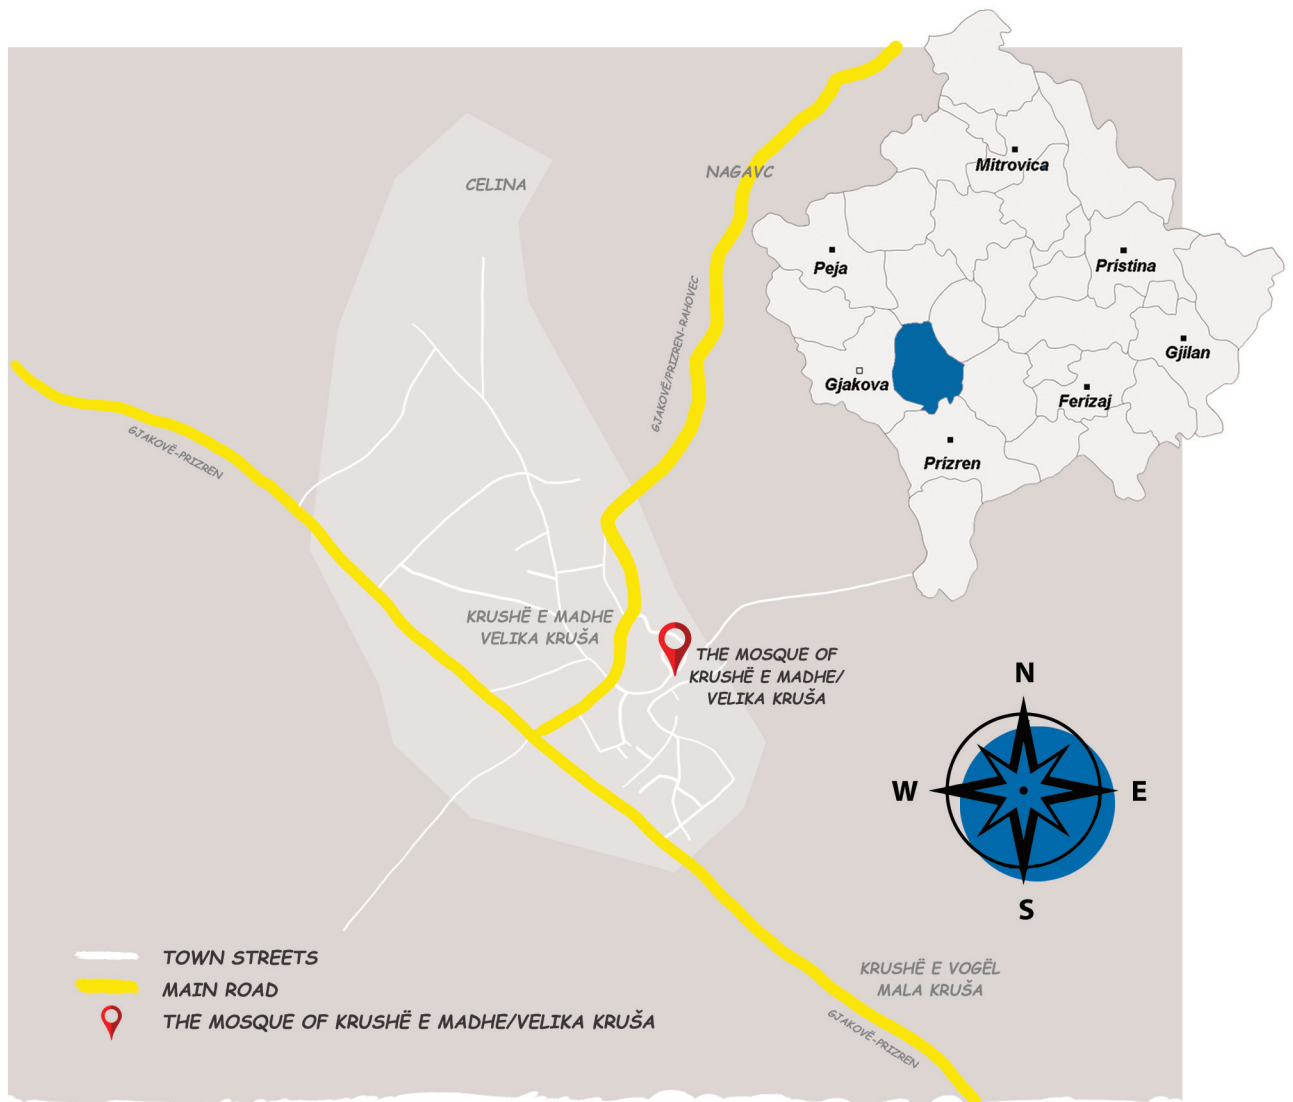 CELINA
NAGAVC
Mitrovica
Peja
Pristina
Gjilan
Gjakova
Ferizaj
Prizren
GJAKOVË/PRIZREN-RAHOVEC
GJAKOVË-PRIZREN
KRUSHË E MADHE
VELIKA KRUŠA
THE MOSQUE OF
KRUSHË E MADHE/
VELIKA KRUŠA
N
W
E
S
TOWN STREETS
MAIN ROAD
THE MOSQUE OF KRUSHË E MADHE/VELIKA KRUŠA
KRUSHË E VOGËL
MALA KRUŠA
GJAKOVË-PRIZREN